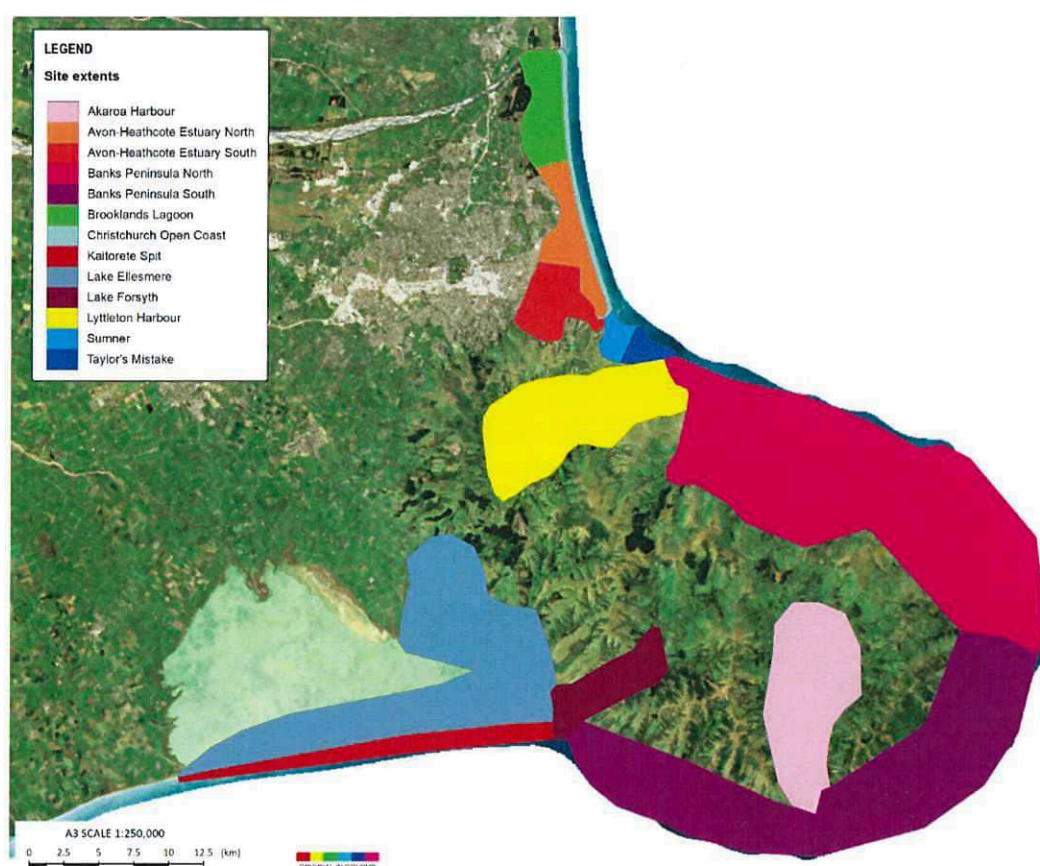 LEGEND
Site extents
Akaroa Harbour
Avon-Heathcote Estuary North
Avon-Heathcote Estuary South
Banks Peninsula North
Banks Peninsula South
Brooklands Lagoon
Christchurch Open Coast
Kaitorete Spit
Lake Ellesmere
Lake Forsyth
Lyttleton Harbour
Sumner
Taylor's Mistake
A3 SCALE 1:250,000
0 2.5 5 7.5 10 12.5 (km)